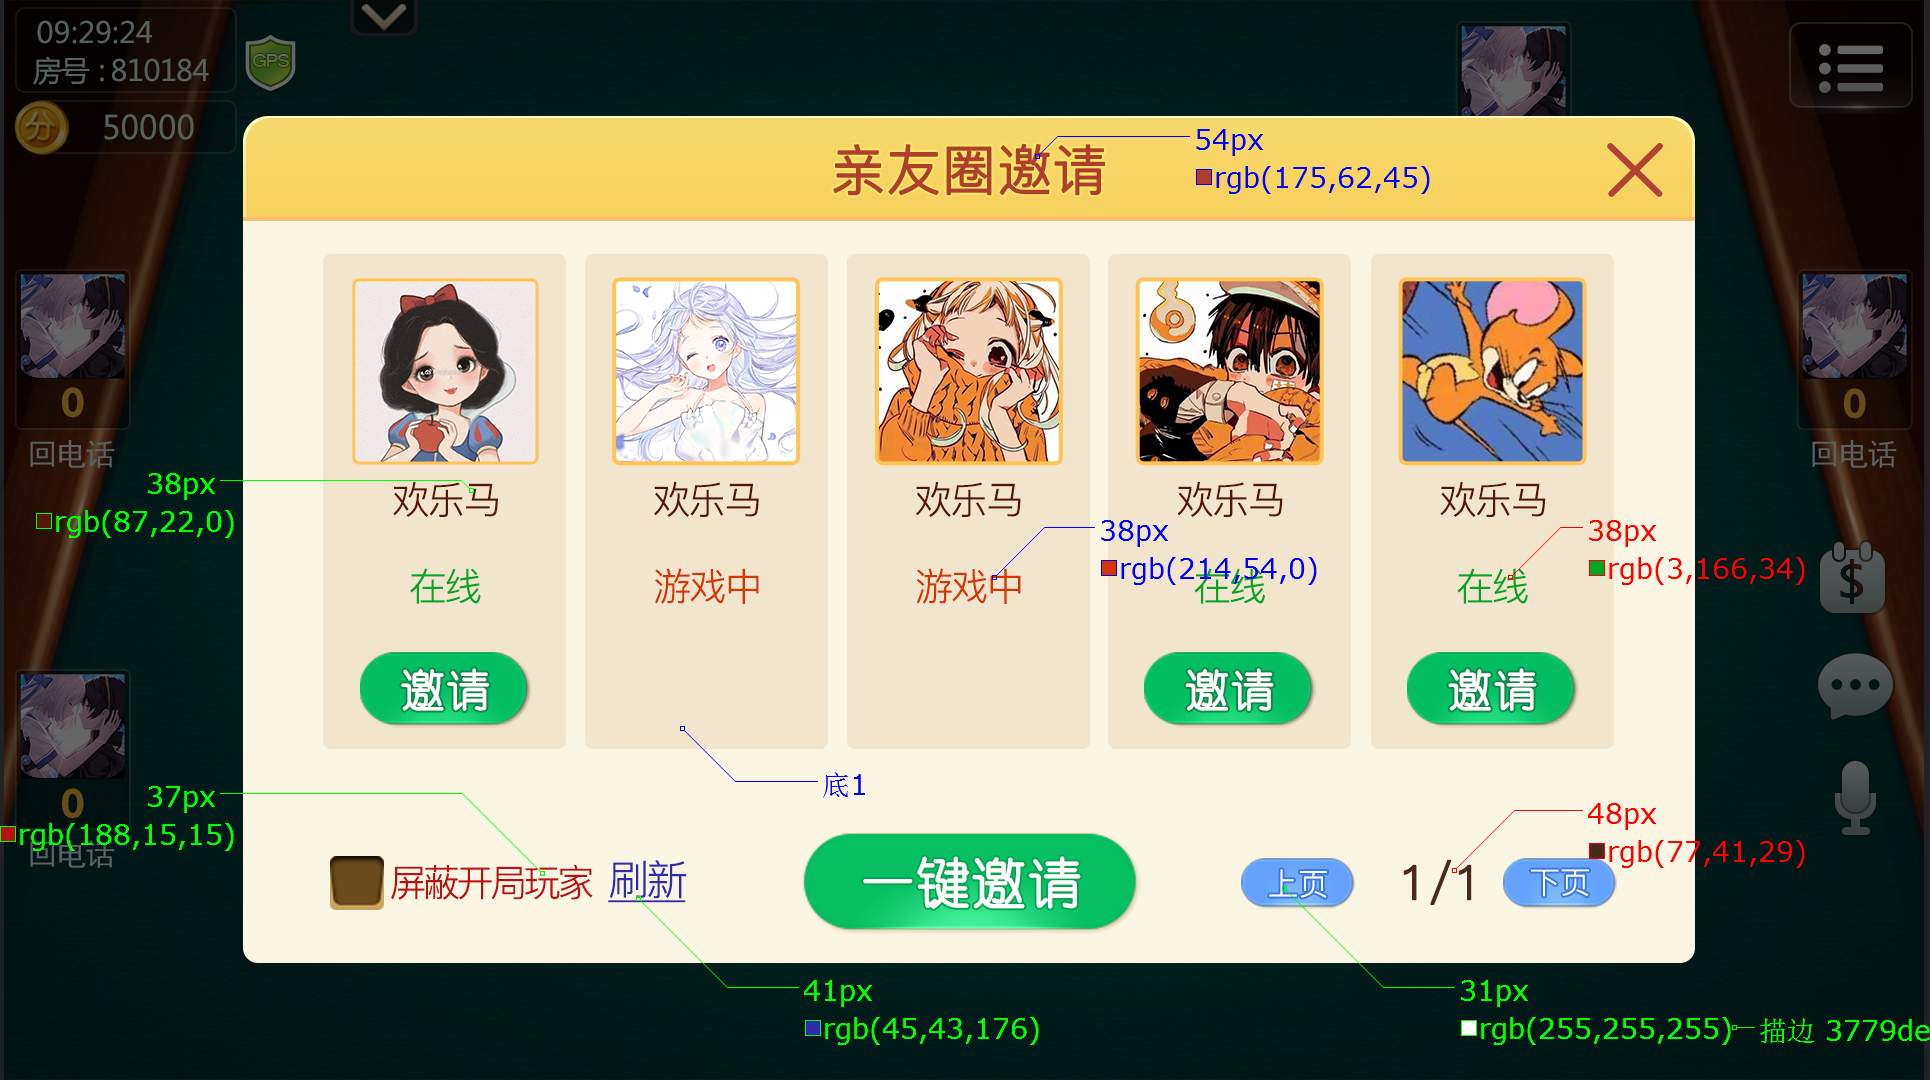 09:29:24
房号 : 810184
GPS
分
50000
亲友圈邀请
54px
rgb(175,62,45)
0
回电话
0
回电话
欢乐马
欢乐马
欢乐马
欢乐马
欢乐马
38px
rgb(87,22,0)
38px
rgb(214,54,0)
38px
rgb(3,166,34)
在线
游戏中
游戏中
在线
在线
$
邀请
邀请
邀请
底1
0
回电话
37px
rgb(188,15,15)
48px
rgb(77,41,29)
屏蔽开局玩家
刷新
一键邀请
上页
1/1
下页
41px
rgb(45,43,176)
31px
rgb(255,255,255)
描边 3779de